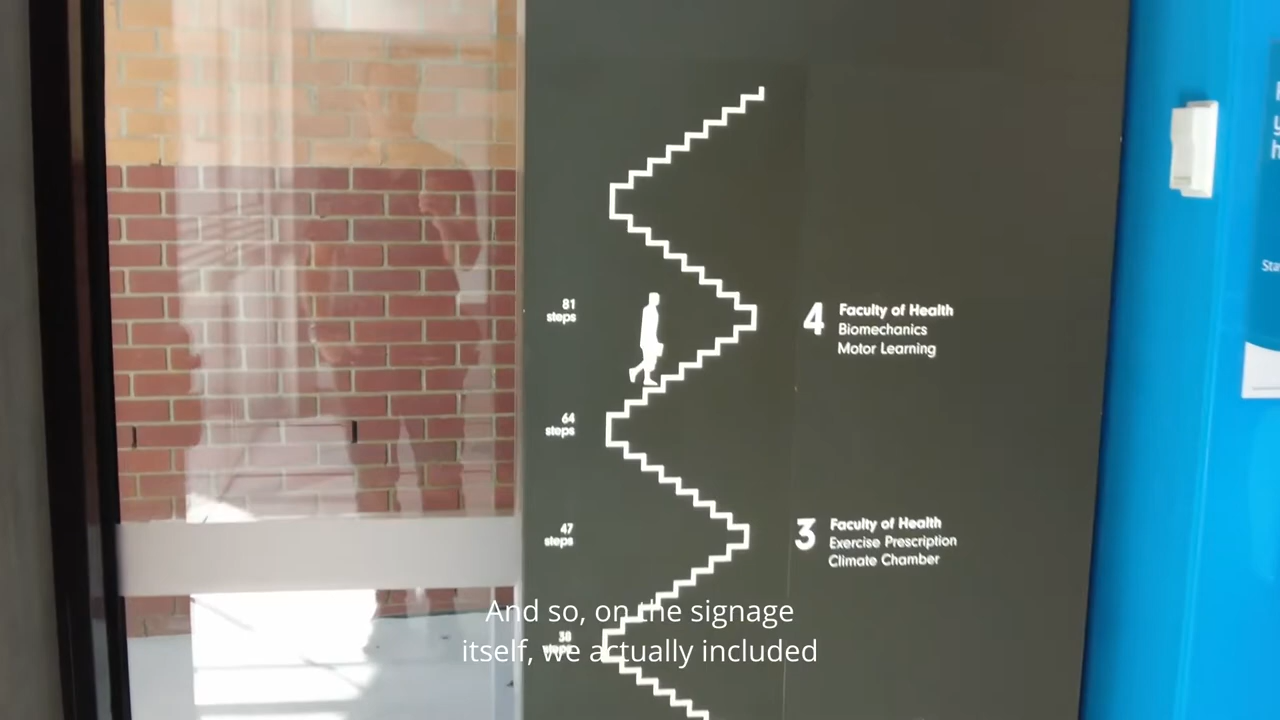 81
steps
4
Faculty of Health
Biomechanics
Motor Learning
64
steps
47
steps
3
Faculty of Health
Exercise Prescription
Climate Chamber
38
steps
And so, on the signage
itself, we actually included